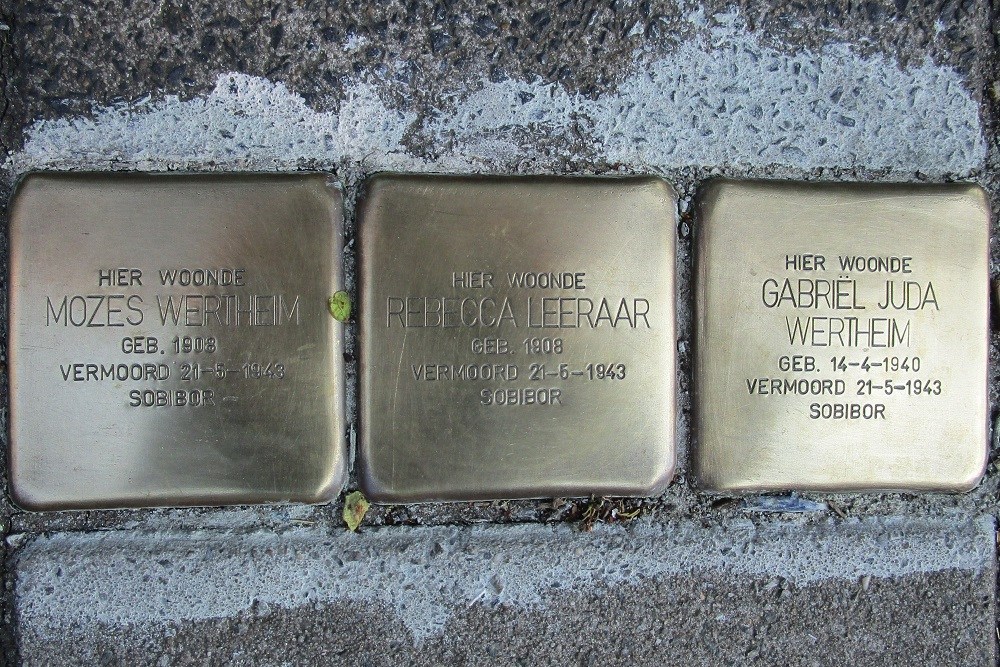 HIER WOONDE
MOZES WERTHEIM
GEB. 1908
VERMOORD 21-5-1943
SOBIBOR
HIER WOONDE
REBECCA LEERAAR
GEB. 1908
VERMOORD 21-5-1943
SOBIBOR
HIER WOONDE
GABRIËL JUDA
WERTHEIM
GEB. 14-4-1940
VERMOORD 21-5-1943
SOBIBOR